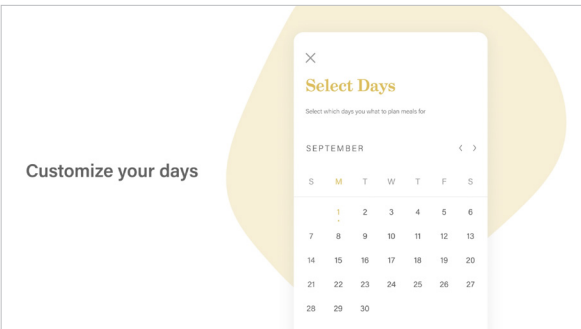 Customize your days
Select Days
Select which days you what to plan meals for
SEPTEMBER
S M T W T F S
1 2 3 4 5 6
7 8 9 10 11 12 13
14 15 16 17 18 19 20
21 22 23 24 25 26 27
28 29 30